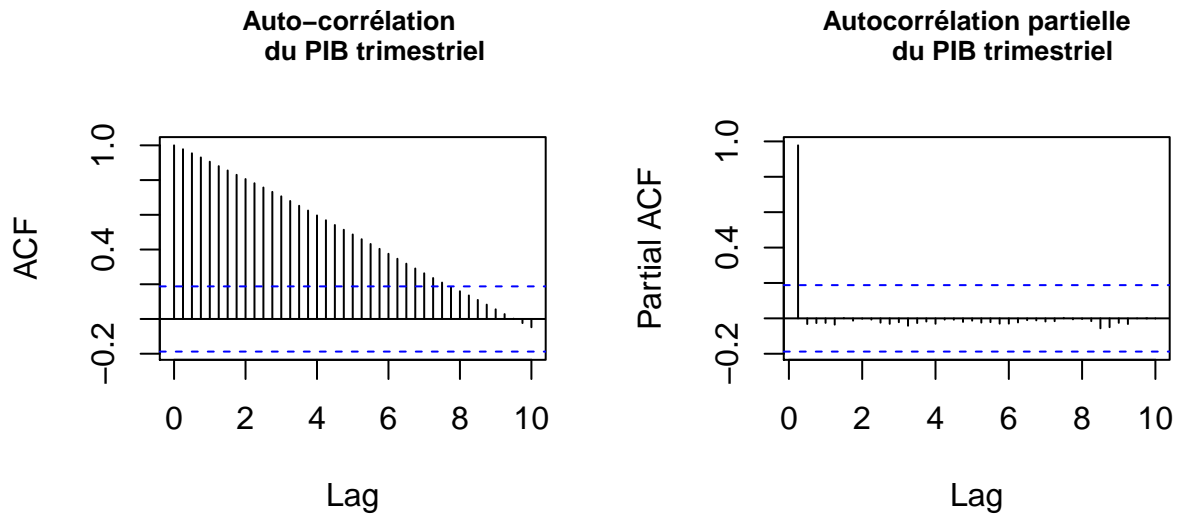 Auto−corrélation
du PIB trimestriel
ACF
1.0
0.4
−0.2
0 2 4 6 8 10
Lag
Autocorrélation partielle
du PIB trimestriel
Partial ACF
1.0
0.4
−0.2
0 2 4 6 8 10
Lag